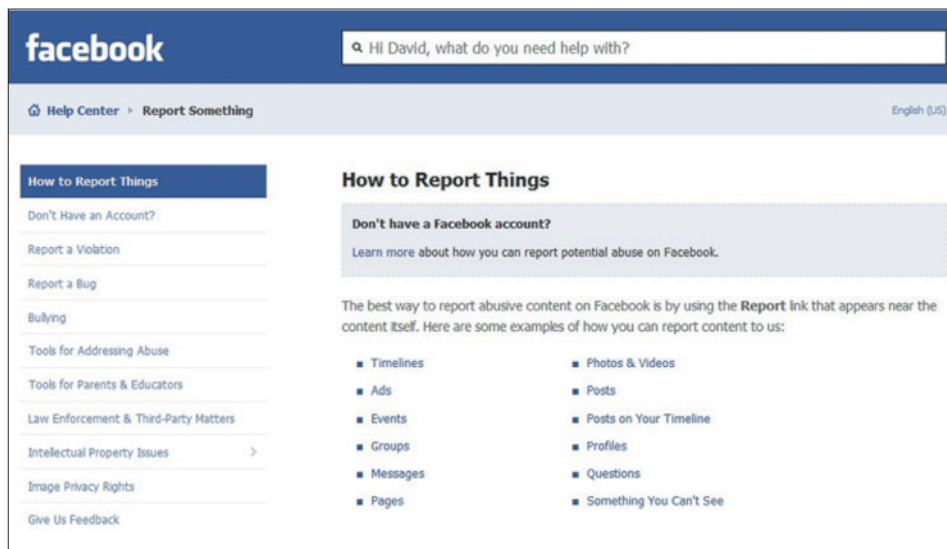 facebook
Hi David, what do you need help with?
Help Center ▸ Report Something
English (US)
How to Report Things
Don't Have an Account?
Report a Violation
Report a Bug
Bullying
Tools for Addressing Abuse
Tools for Parents & Educators
Law Enforcement & Third-Party Matters
Intellectual Property Issues
Image Privacy Rights
Give Us Feedback
How to Report Things
Don't have a Facebook account?
Learn more about how you can report potential abuse on Facebook.
The best way to report abusive content on Facebook is by using the Report link that appears near the
content itself. Here are some examples of how you can report content to us:
Timelines
Ads
Events
Groups
Messages
Pages
Photos & Videos
Posts
Posts on Your Timeline
Profiles
Questions
Something You Can't See